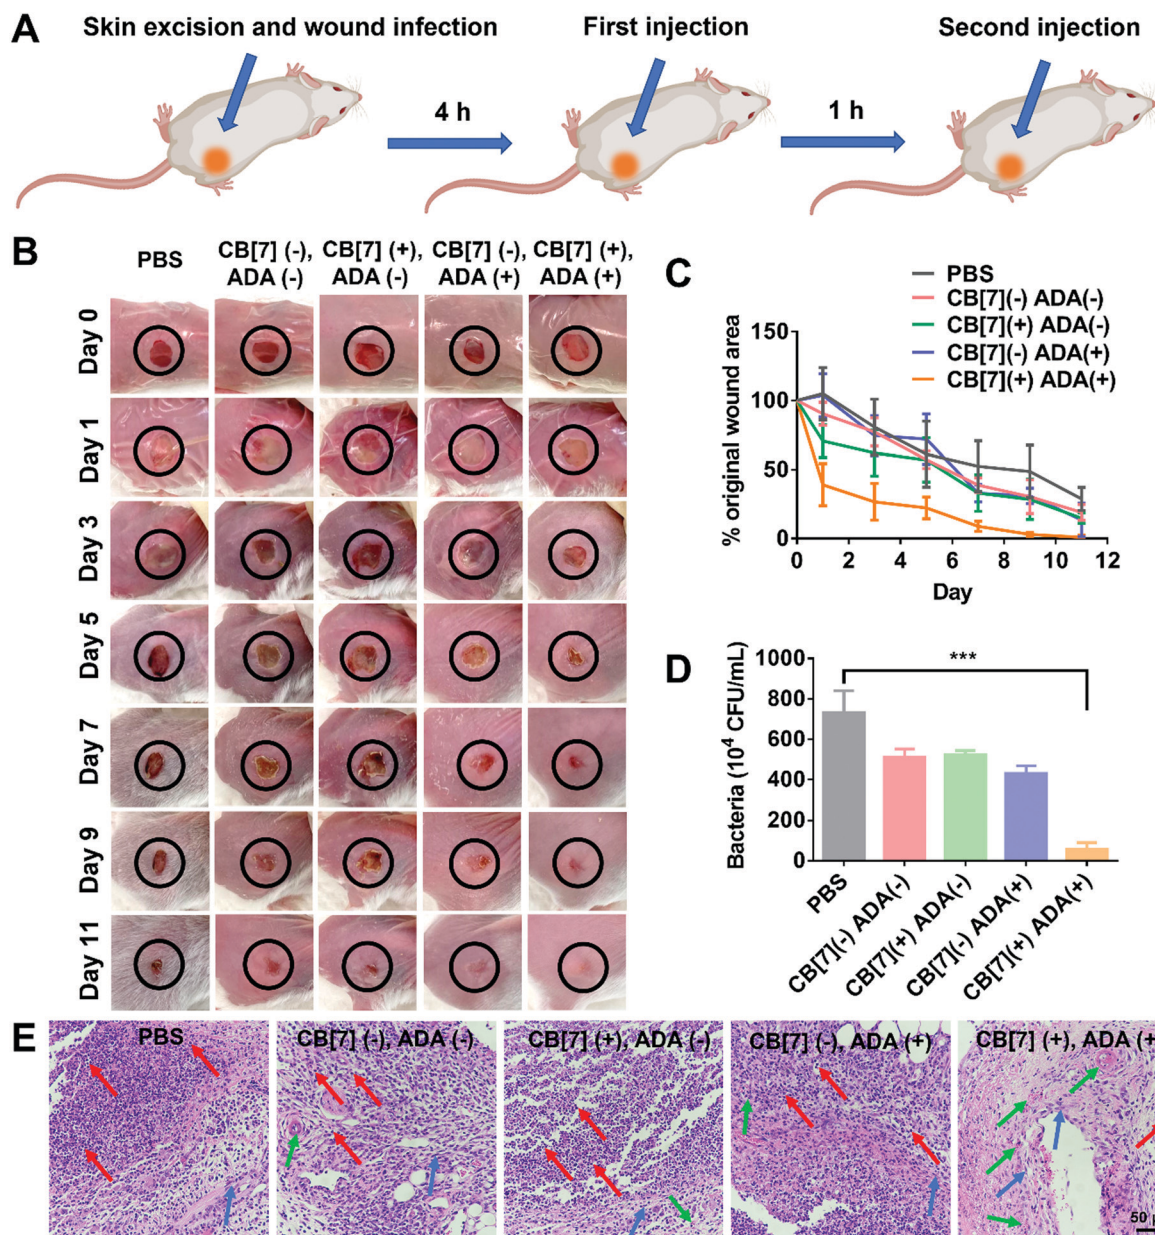 A
Skin excision and wound infection
First injection
Second injection
4 h
1 h
B
PBS
CB[7] (-), ADA (-)
CB[7] (+), ADA (-)
CB[7] (-), ADA (+)
CB[7] (+), ADA (+)
Day 0
Day 1
Day 3
Day 5
Day 7
Day 9
Day 11
C
PBS
CB[7](-) ADA(-)
CB[7](+) ADA(-)
CB[7](-) ADA(+)
CB[7](+) ADA(+)
% original wound area
150
100
50
0
0 2 4 6 8 10 12
Day
D
Bacteria (10⁴ CFU/mL)
1000
800
600
400
200
0
***
PBS
CB[7](-) ADA(-)
CB[7](+) ADA(-)
CB[7](-) ADA(+)
CB[7](+) ADA(+)
E
PBS
CB[7] (-), ADA (-)
CB[7] (+), ADA (-)
CB[7] (-), ADA (+)
CB[7] (+), ADA (+
50